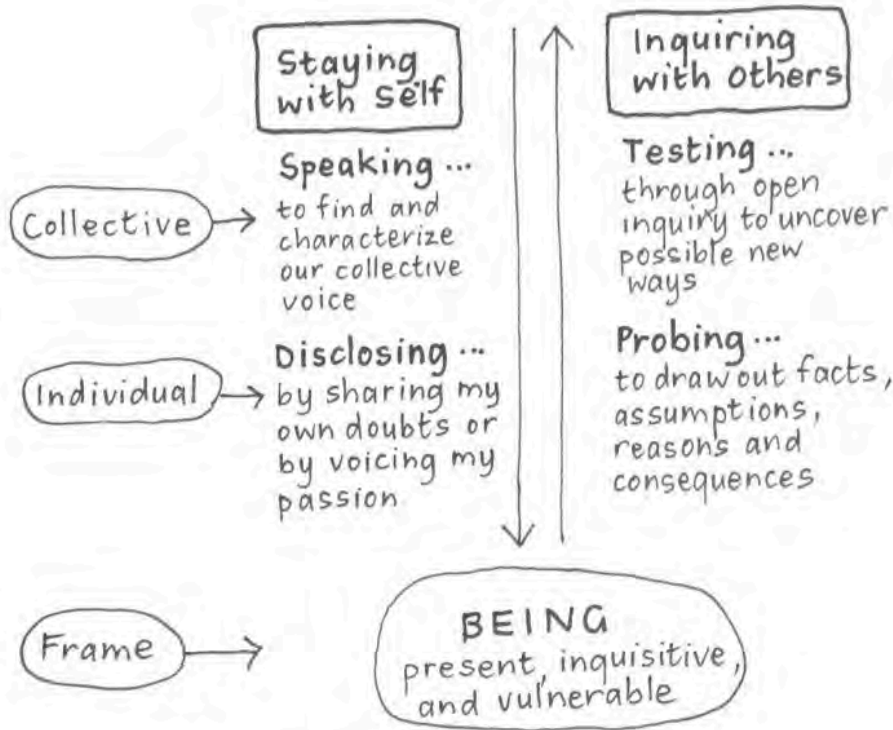 Staying
with Self
Inquiring
with Others
Collective
Speaking ...
to find and
characterize
our collective
voice
Testing ...
through open
inquiry to uncover
possible new
ways
Individual
Disclosing ...
by sharing my
own doubts or
by voicing my
passion
Probing ...
to draw out facts,
assumptions,
reasons and
consequences
Frame
BEING
present, inquisitive,
and vulnerable